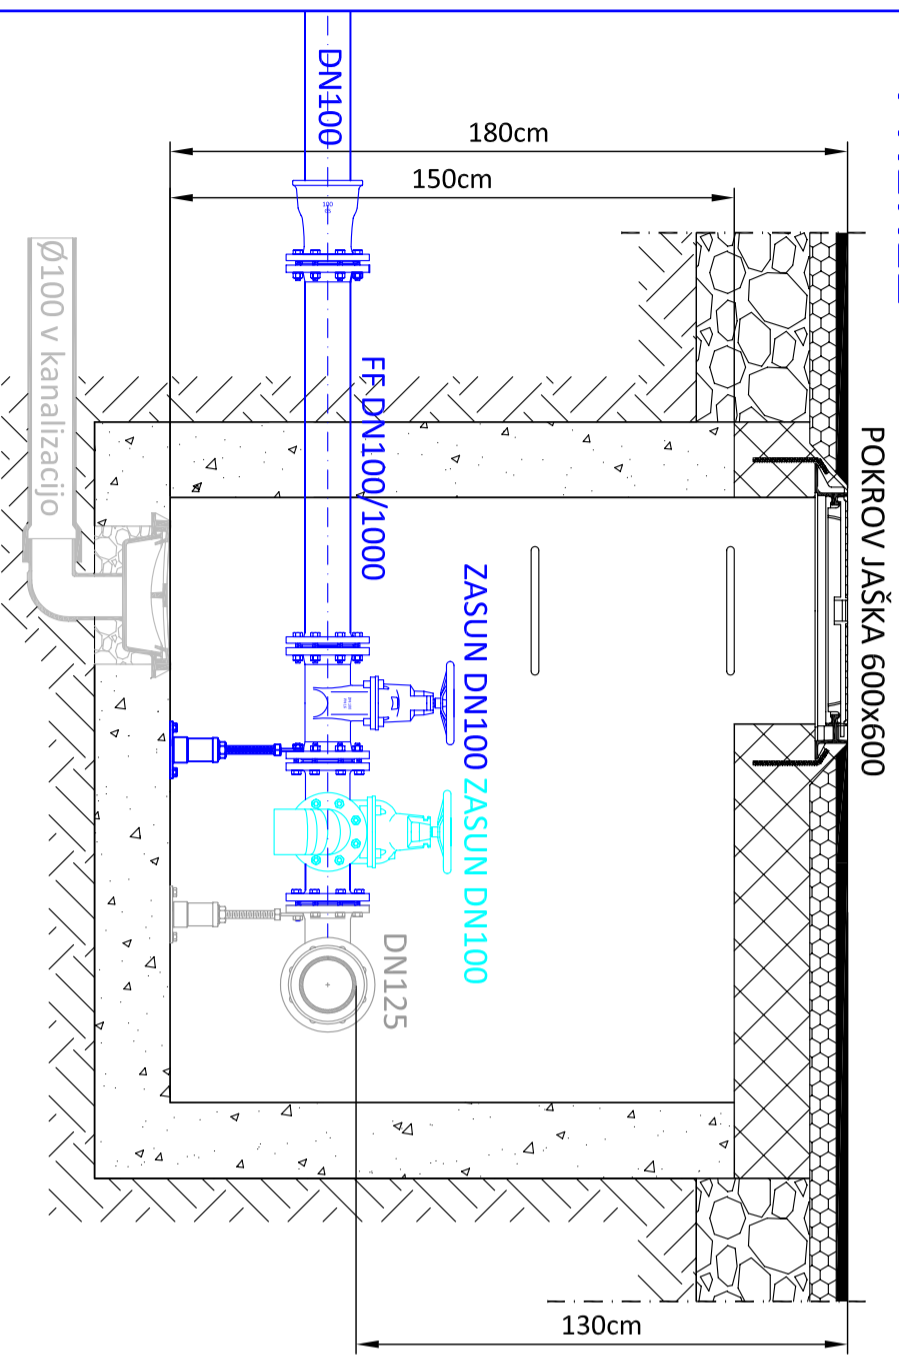 DN100
180cm
150cm
POKROV JAŠKA 600x600
FF DN100/1000
ZASUN DN100
ZASUN DN100
DN125
Ø100 v kanalizacijo
130cm